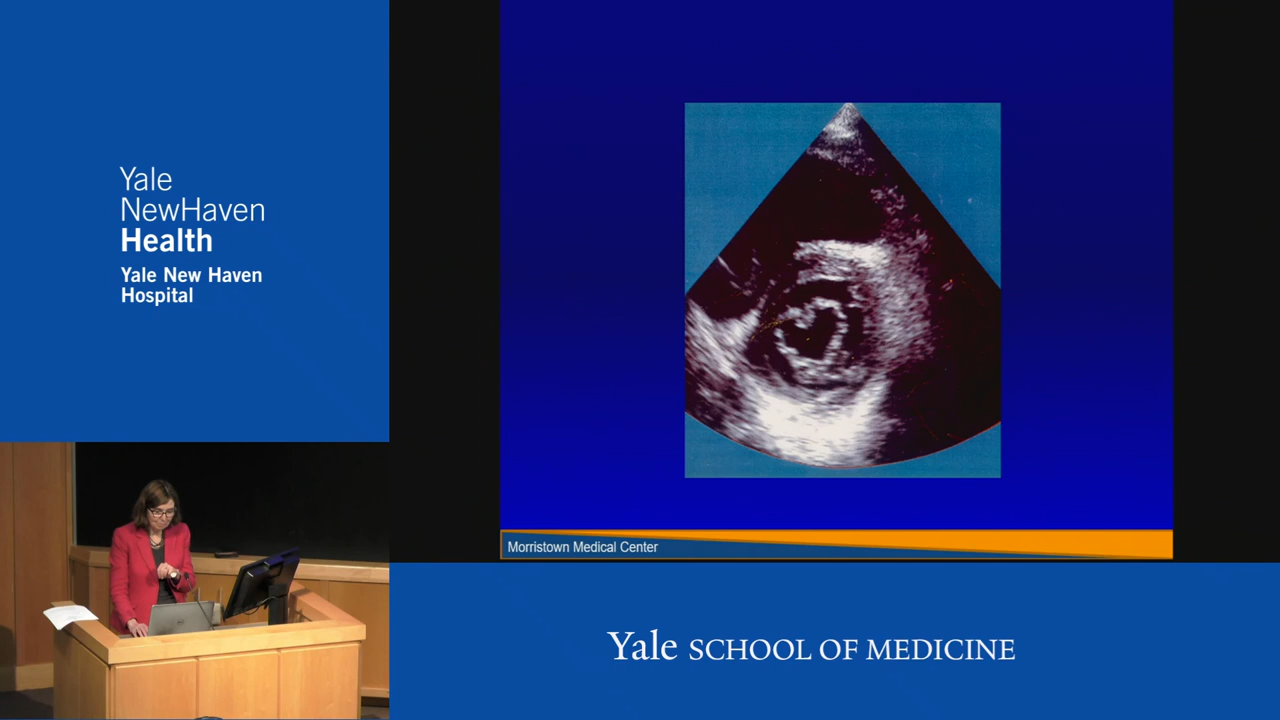 Yale
NewHaven
Health
Yale New Haven
Hospital
Morristown Medical Center
Yale SCHOOL OF MEDICINE